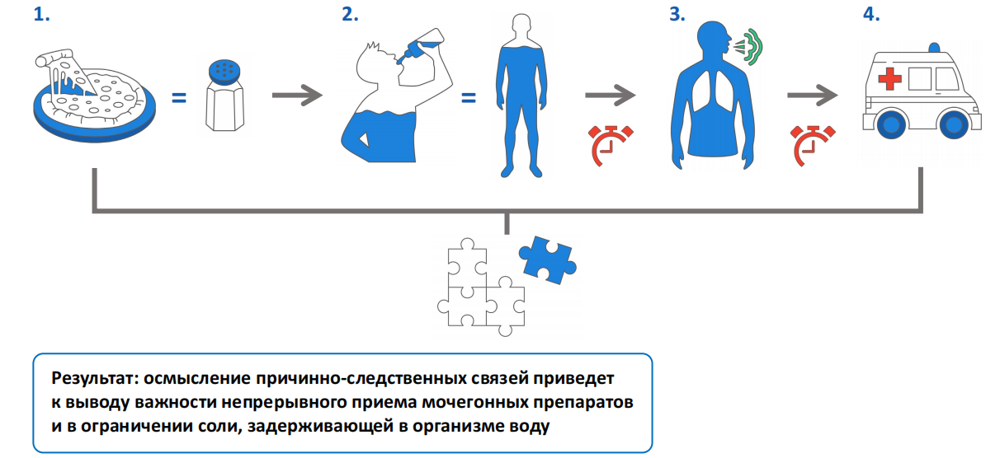 1.
2.
3.
4.
=
=
Результат: осмысление причинно-следственных связей приведет
к выводу важности непрерывного приема мочегонных препаратов
и в ограничении соли, задерживающей в организме воду